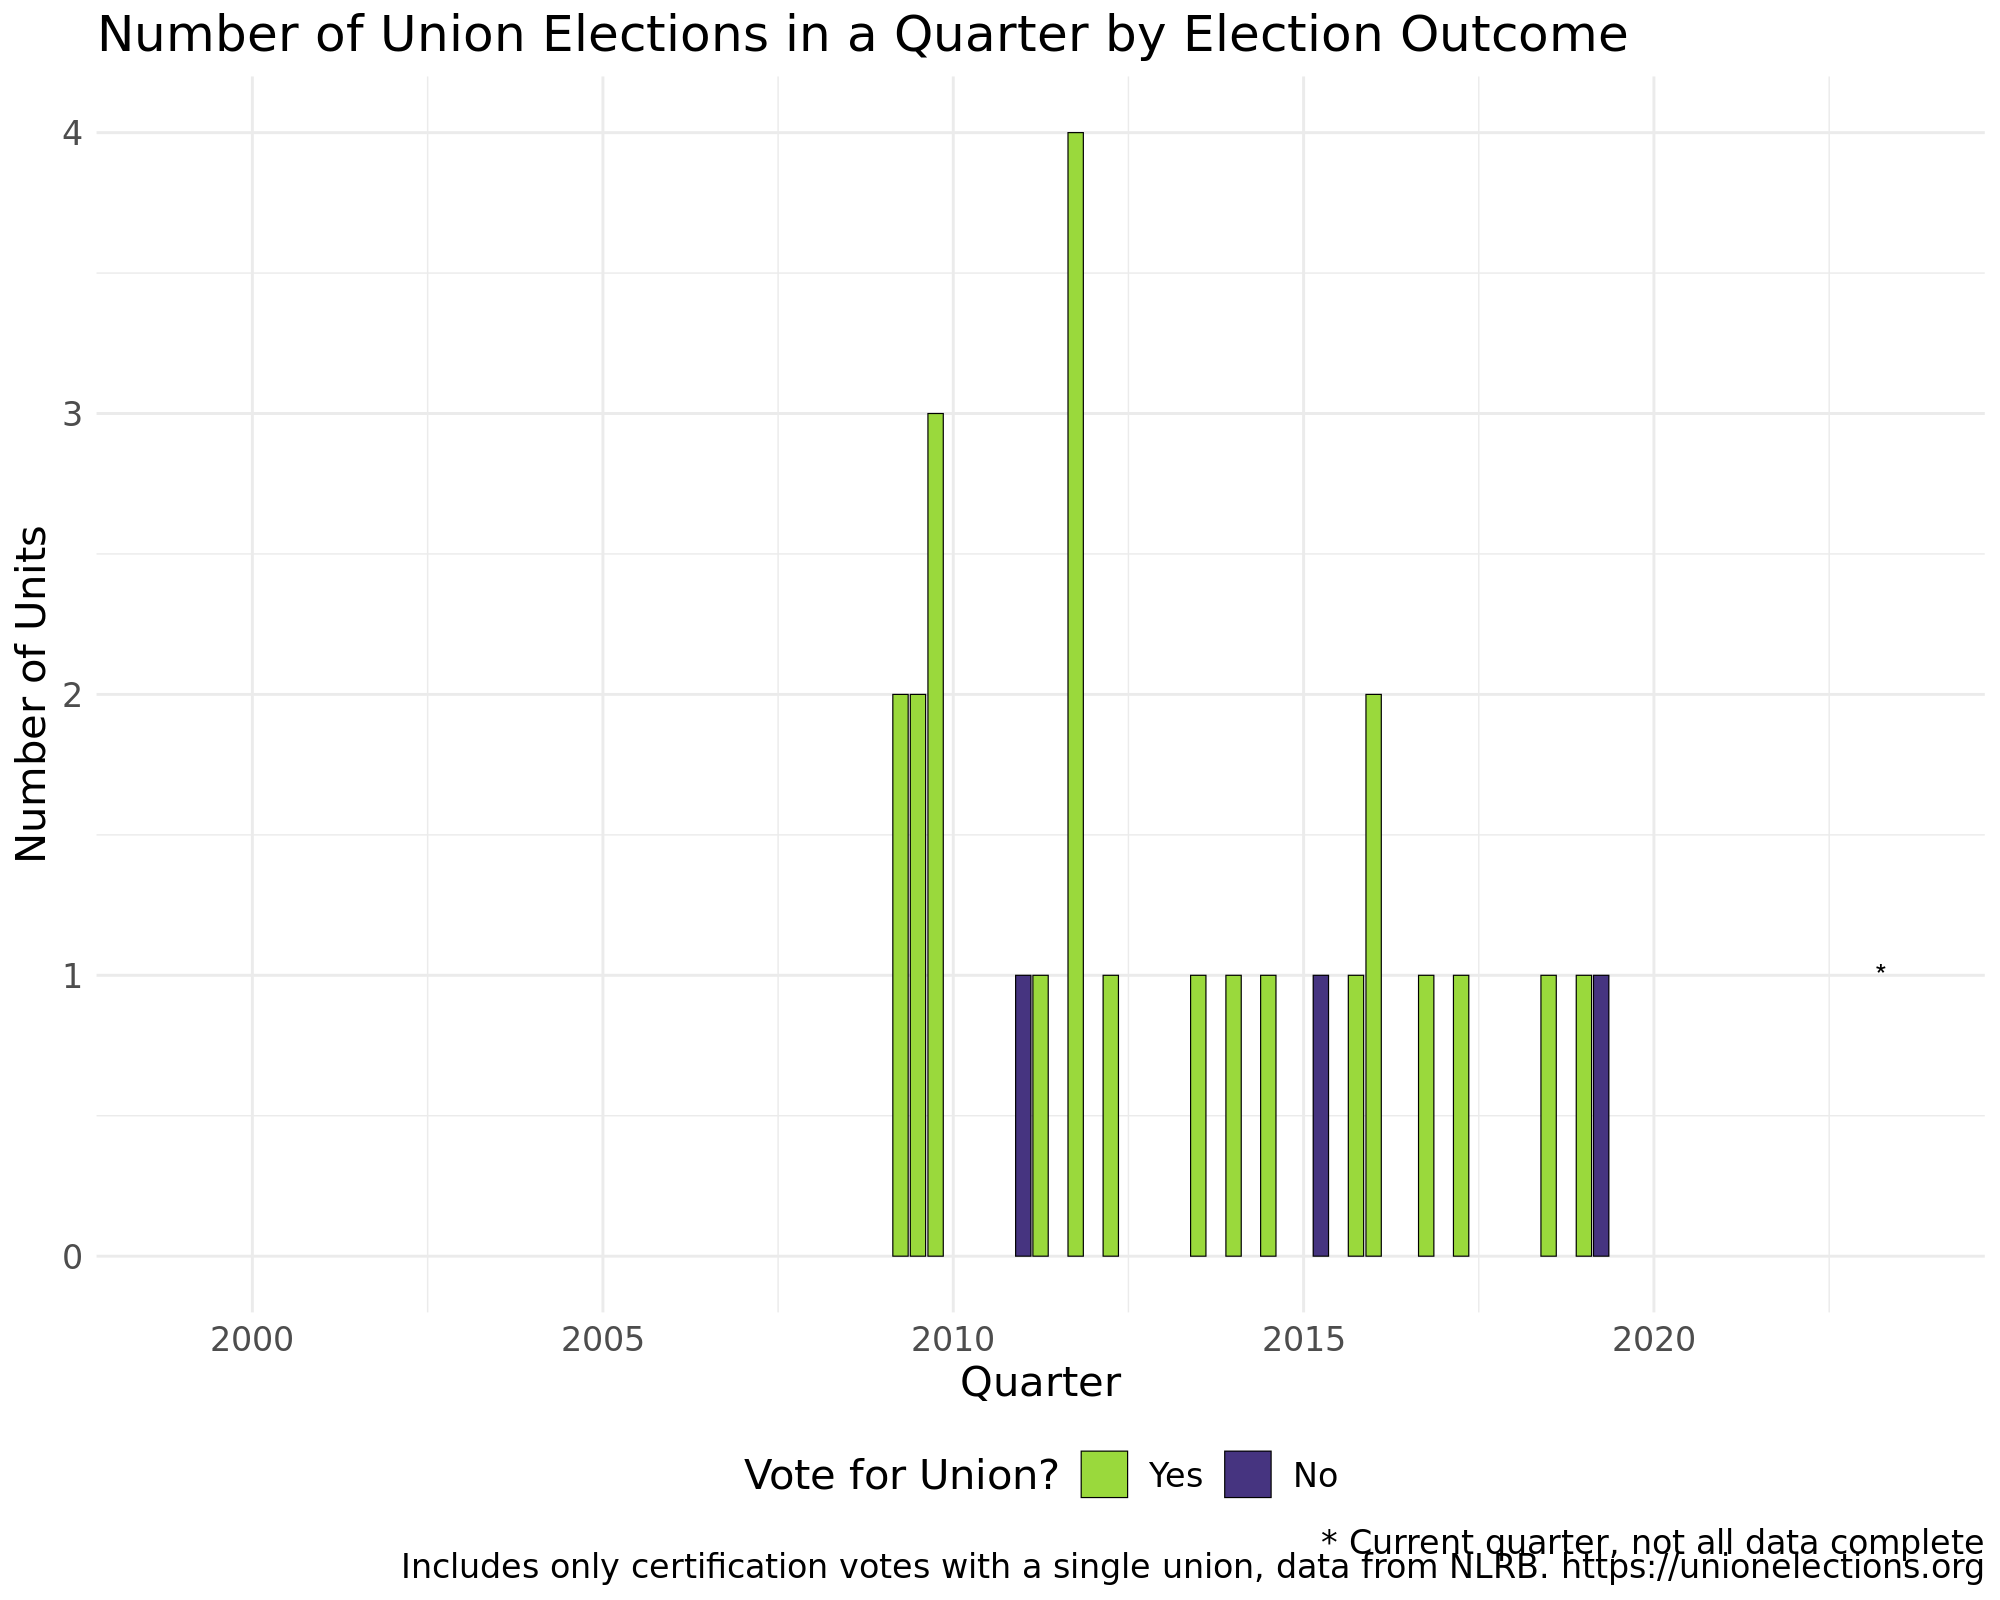 Number of Union Elections in a Quarter by Election Outcome
Number of Units
4
3
2
1
0
*
2000 2005 2010 2015 2020
Quarter
Vote for Union? Yes No
* Current quarter, not all data complete
Includes only certification votes with a single union, data from NLRB. https://unionelections.org